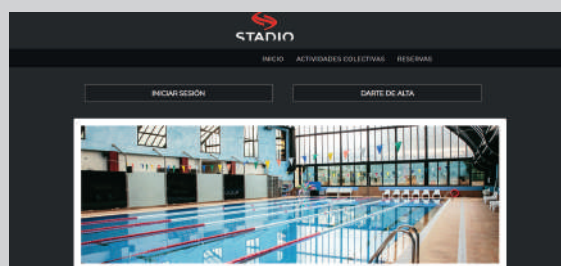 STADIO
INICIO ACTIVIDADES COLECTIVAS RESERVAS
INICIAR SESIÓN DARTE DE ALTA